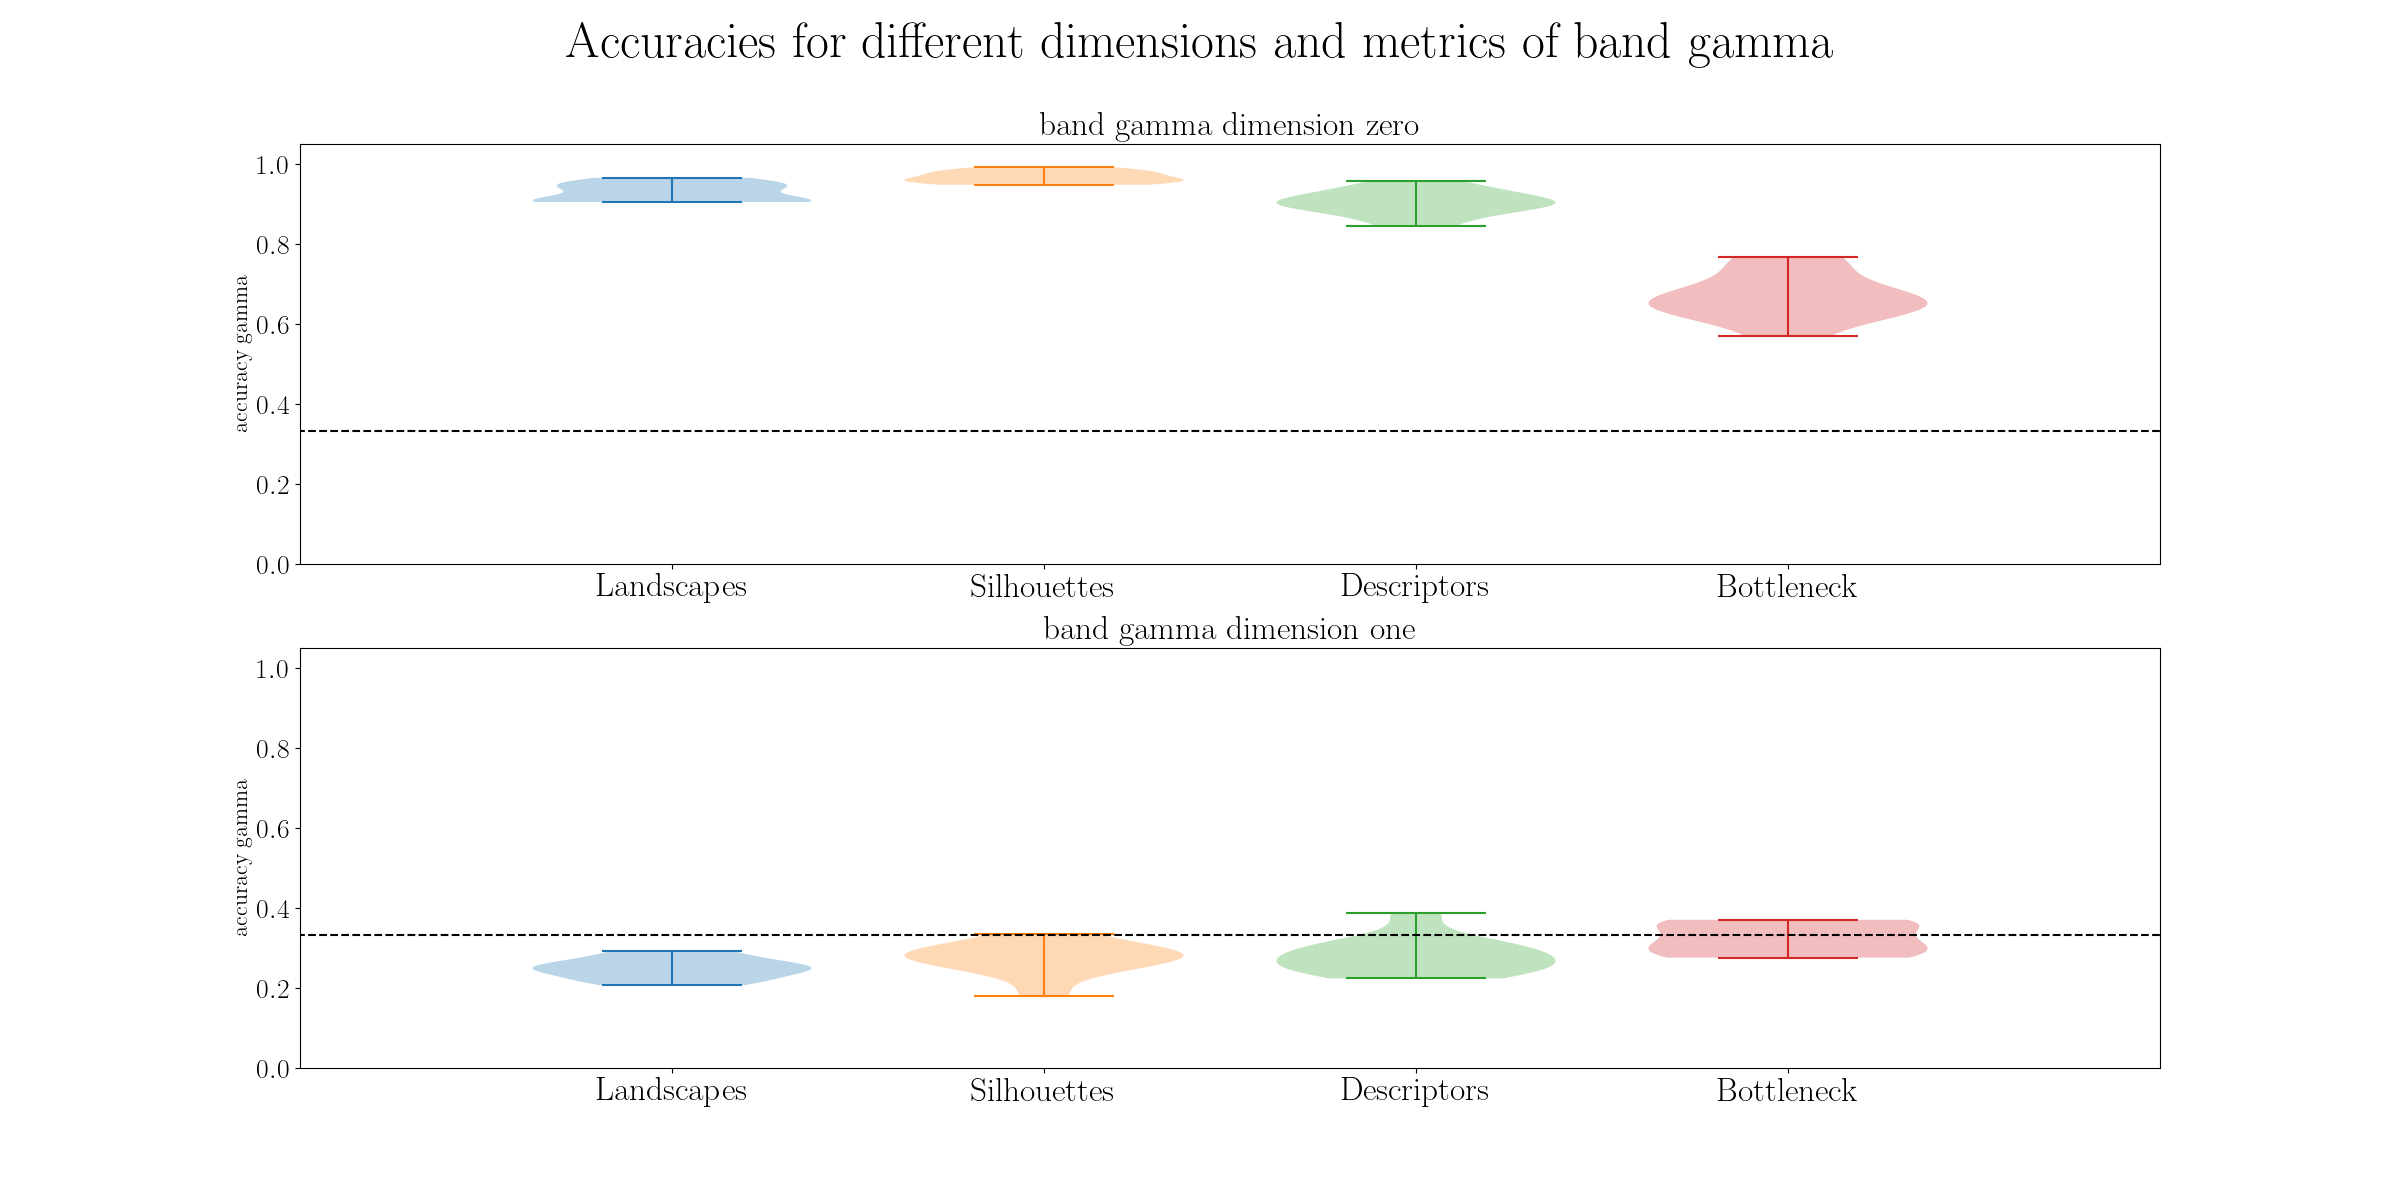 Accuracies for different dimensions and metrics of band gamma
band gamma dimension zero
accuracy gamma
1.0
0.8
0.6
0.4
0.2
0.0
Landscapes Silhouettes Descriptors Bottleneck
band gamma dimension one
accuracy gamma
1.0
0.8
0.6
0.4
0.2
0.0
Landscapes Silhouettes Descriptors Bottleneck